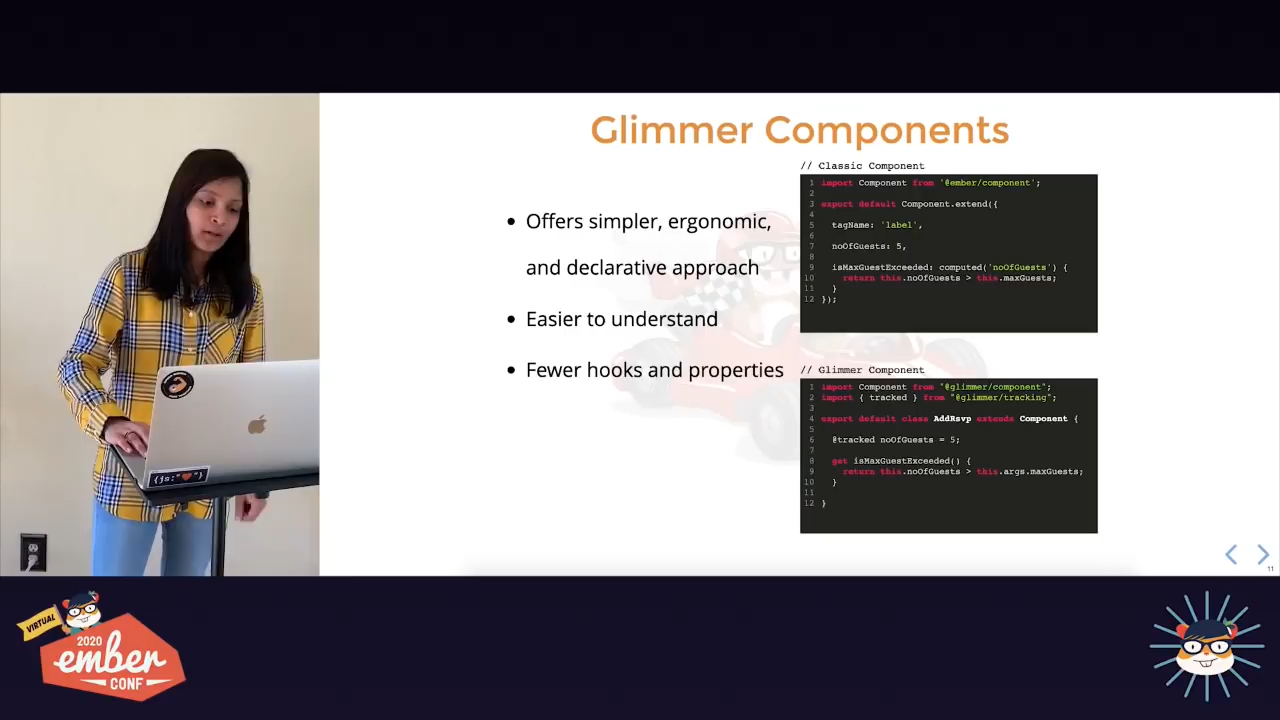 Glimmer Components
• Offers simpler, ergonomic,
and declarative approach
• Easier to understand
• Fewer hooks and properties
// Classic Component
1 import Component from '@ember/component';
2
3 export default Component.extend({
4
5 tagName: 'label',
6
7 noOfGuests: 5,
8
9 isMaxGuestExceeded: computed('noOfGuests') {
10 return this.noOfGuests > this.maxGuests;
11 }
12 });
// Glimmer Component
1 import Component from "@glimmer/component";
2 import { tracked } from "@glimmer/tracking";
3
4 export default class AddRsvp extends Component {
5
6 @tracked noOfGuests = 5;
7
8 get isMaxGuestExceeded() {
9 return this.noOfGuests > this.args.maxGuests;
10 }
11
12 }
11
{js:"❤"}
VIRTUAL
2020
ember
CONF